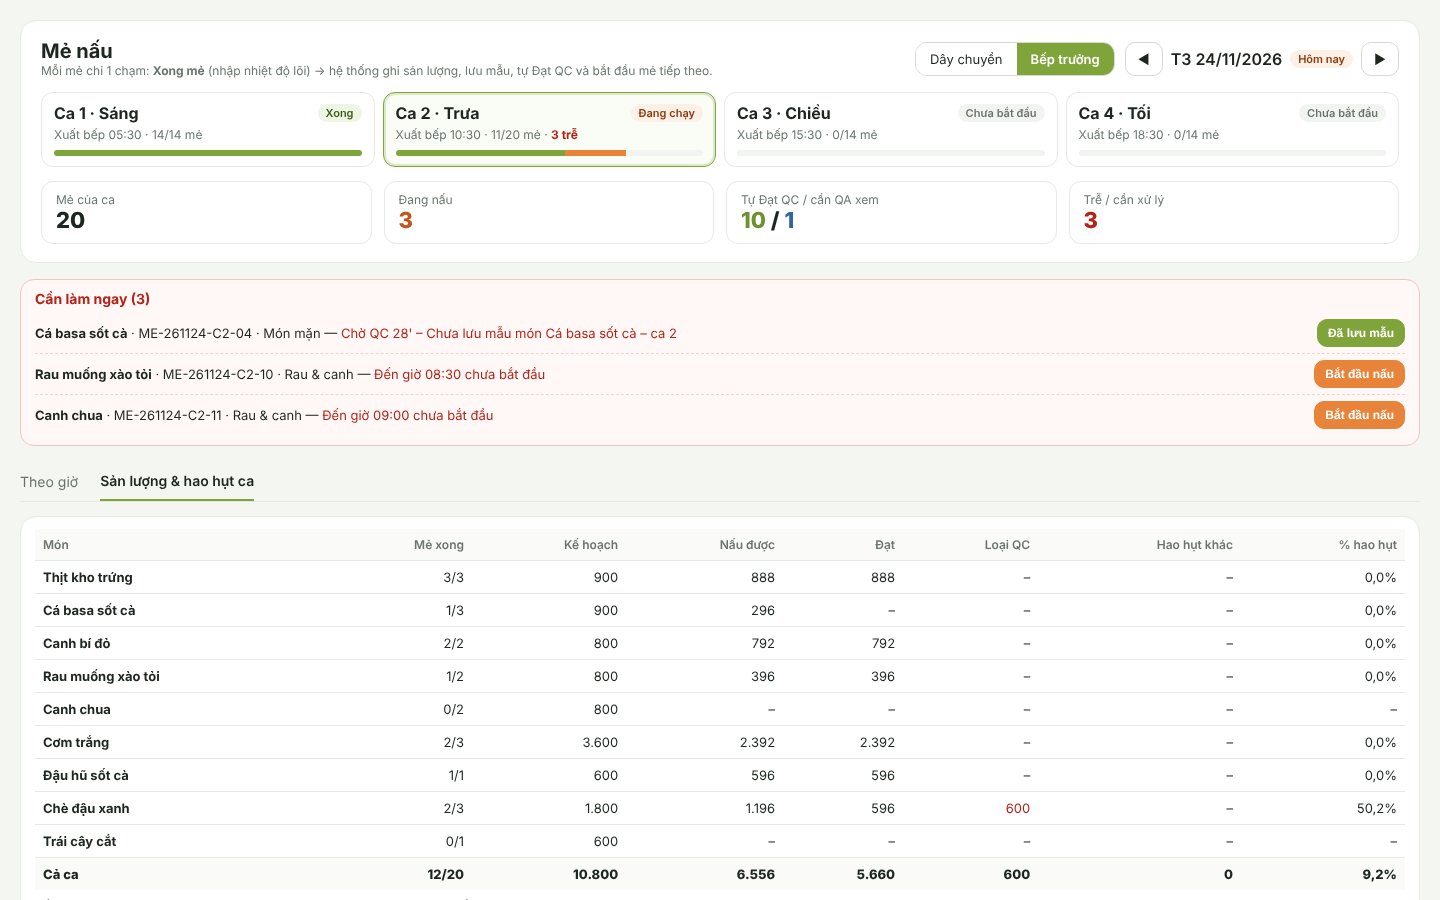 Mẻ nấu
Mỗi mẻ chỉ 1 chạm: Xong mẻ (nhập nhiệt độ lõi) → hệ thống ghi sản lượng, lưu mẫu, tự Đạt QC và bắt đầu mẻ tiếp theo.
Dây chuyền Bếp trưởng ◀ T3 24/11/2026 Hôm nay ▶
Ca 1 · Sáng Xong
Xuất bếp 05:30 · 14/14 mẻ
Ca 2 · Trưa Đang chạy
Xuất bếp 10:30 · 11/20 mẻ · 3 trễ
Ca 3 · Chiều Chưa bắt đầu
Xuất bếp 15:30 · 0/14 mẻ
Ca 4 · Tối Chưa bắt đầu
Xuất bếp 18:30 · 0/14 mẻ
Mẻ của ca
20
Đang nấu
3
Tự Đạt QC / cần QA xem
10 / 1
Trễ / cần xử lý
3
Cần làm ngay (3)
Cá basa sốt cà · ME-261124-C2-04 · Món mặn — Chờ QC 28' – Chưa lưu mẫu món Cá basa sốt cà – ca 2 Đã lưu mẫu
Rau muống xào tỏi · ME-261124-C2-10 · Rau & canh — Đến giờ 08:30 chưa bắt đầu Bắt đầu nấu
Canh chua · ME-261124-C2-11 · Rau & canh — Đến giờ 09:00 chưa bắt đầu Bắt đầu nấu
Theo giờ Sản lượng & hao hụt ca
Món Mẻ xong Kế hoạch Nấu được Đạt Loại QC Hao hụt khác % hao hụt
Thịt kho trứng 3/3 900 888 888 – – 0,0%
Cá basa sốt cà 1/3 900 296 – – – 0,0%
Canh bí đỏ 2/2 800 792 792 – – 0,0%
Rau muống xào tỏi 1/2 800 396 396 – – 0,0%
Canh chua 0/2 800 – – – – –
Cơm trắng 2/3 3.600 2.392 2.392 – – 0,0%
Đậu hũ sốt cà 1/1 600 596 596 – – 0,0%
Chè đậu xanh 2/3 1.800 1.196 596 600 – 50,2%
Trái cây cắt 0/1 600 – – – – –
Cả ca 12/20 10.800 6.556 5.660 600 0 9,2%